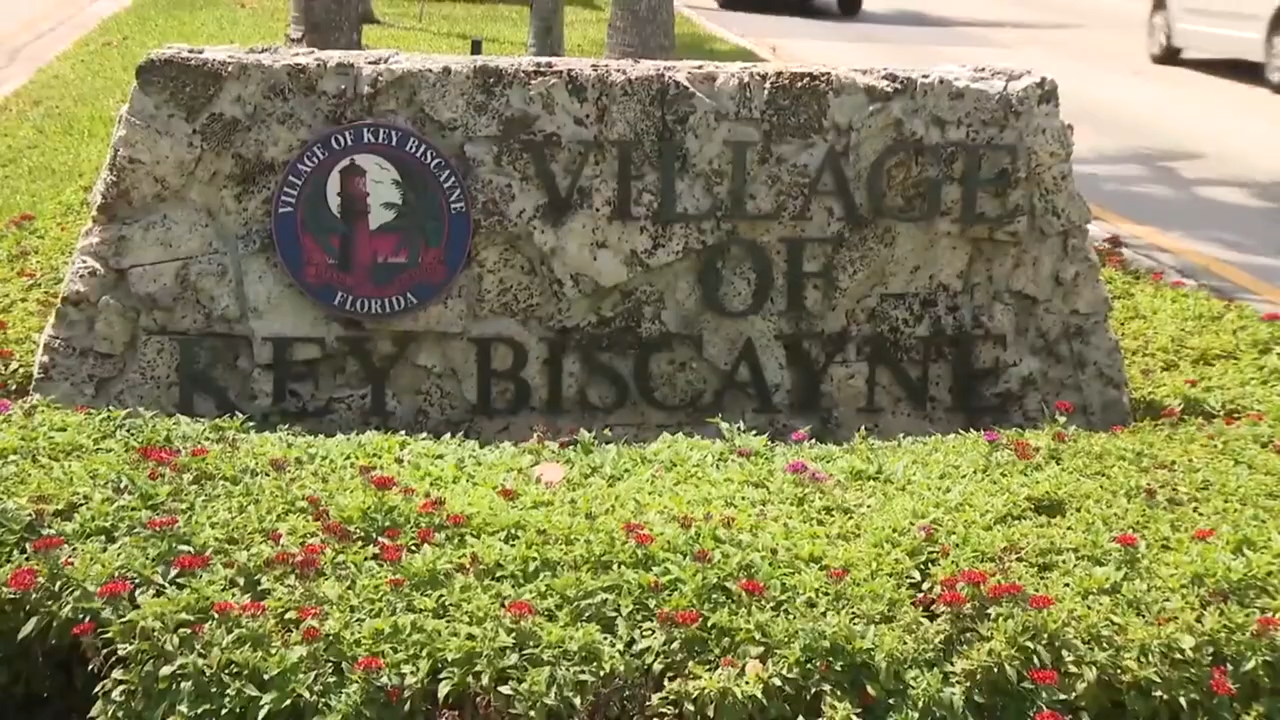 VILLAGE OF KEY BISCAYNE
FLORIDA
VILLAGE
OF
KEY BISCAYNE